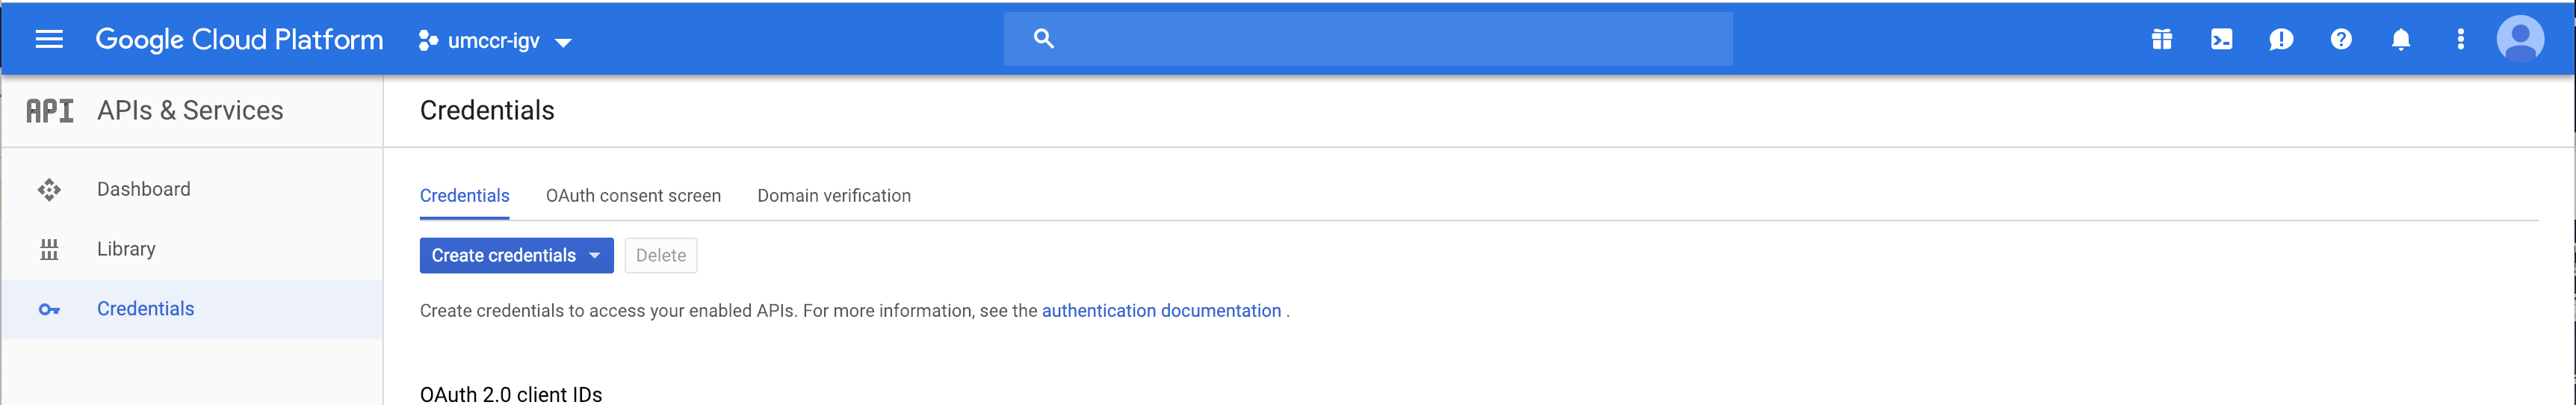 Google Cloud Platform umccr-igv
API APIs & Services Credentials
Dashboard
Library
Credentials
Credentials OAuth consent screen Domain verification
Create credentials Delete
Create credentials to access your enabled APIs. For more information, see the authentication documentation .
OAuth 2.0 client IDs